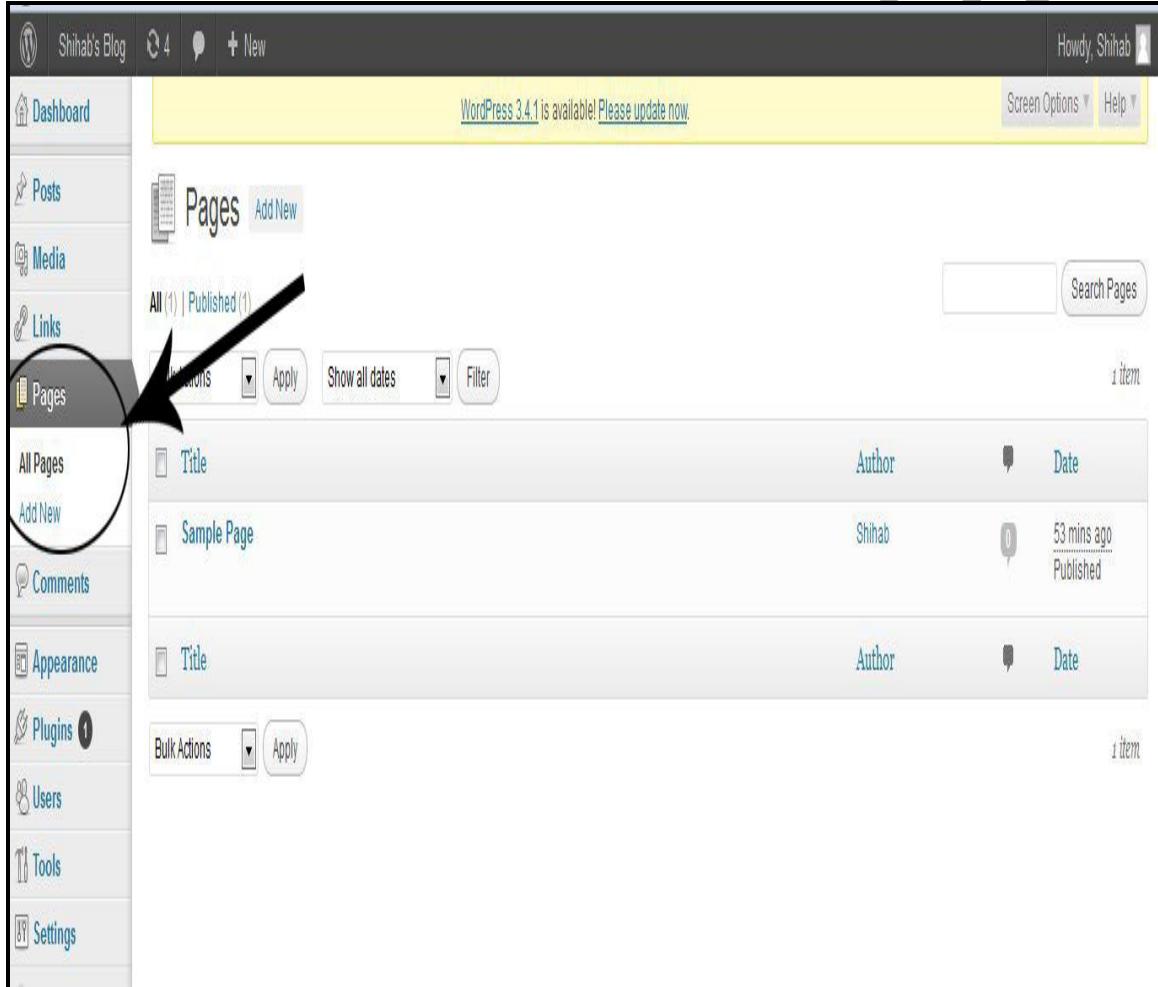 Shihab's Blog 4 + New Howdy, Shihab
Dashboard
WordPress 3.4.1 is available! Please update now.
Screen Options Help
Posts
Pages Add New
Media
All (1) | Published (1)
Search Pages
Links
Apply Show all dates Filter 1 item
Pages
All Pages
Title Author Date
Add New
Sample Page Shihab 0 53 mins ago
Published
Comments
Appearance
Title Author Date
Plugins 1
Bulk Actions Apply 1 item
Users
Tools
Settings